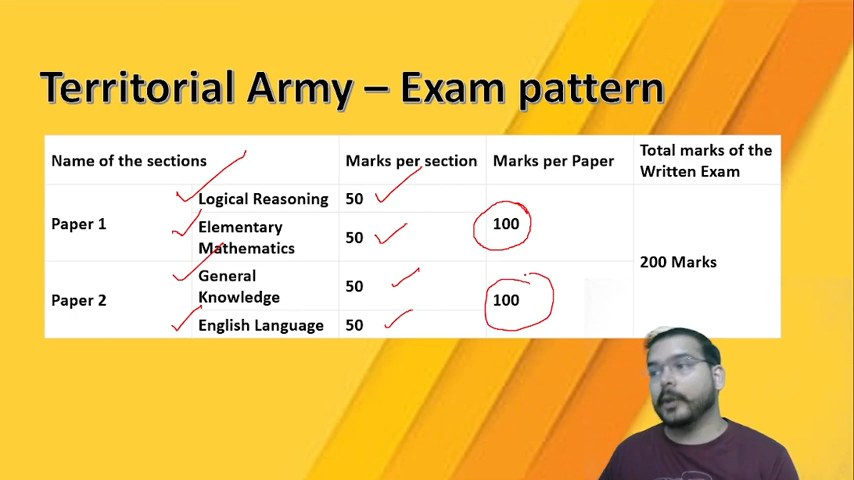 Territorial Army – Exam pattern
Name of the sections
Marks per section
Marks per Paper
Total marks of the
Written Exam
Paper 1
Logical Reasoning
50
100
200 Marks
Elementary
Mathematics
50
Paper 2
General
Knowledge
50
100
English Language
50